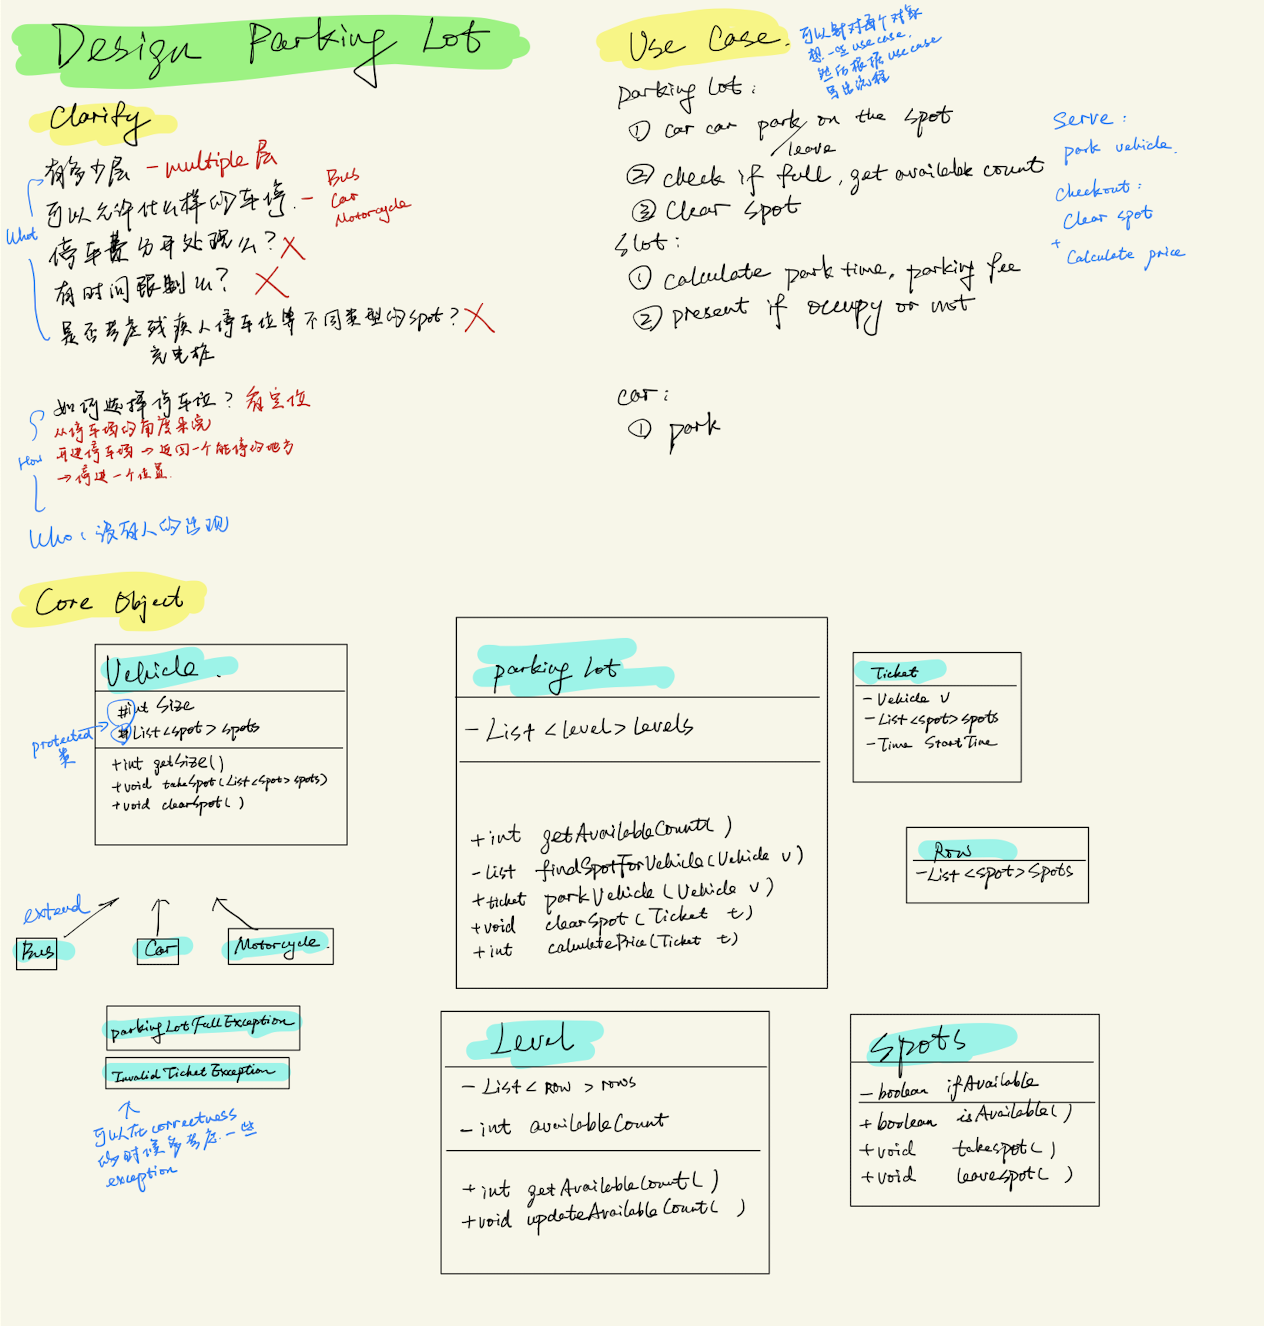 Design Parking Lot
Clarify
有多少层 - multiple 层
可以允许什么样的车停. - Bus
Car
Motorcycle
What
停车费分开处理么? X
有时间限制么? X
是否考虑残疾人停车位等不同类型的spot? X
充电桩
如何选择停车位? 看空位
从停车场的角度来说
How
开进停车场 → 返回一个能停的地方
→ 停进一个位置.
Who: 没有人的出现
Use Case.
可以针对每个对象
想一些use case,
然后根据use case
写出流程
parking Lot:
① car car park / leave on the spot
② check if full, get available count
③ Clear spot
slot:
① calculate park time, parking fee
② present if occupy or not
car:
① park
Serve:
park vehicle.
checkout:
Clear spot
+
Calculate price
Core Object
Vehicle.
#int size
#List<spot> spots
protected
类
+int getSize()
+void takeSpot(List<Spot> spots)
+void clearSpot()
extend
Bus
Car
Motorcycle.
parkingLotFullException
InvalidTicketException
可以在correctness
的时候多考虑一些
exception
parking Lot
-List<level> levels
+int getAvailableCount()
-list findSpotForVehicle(Vehicle v)
+ticket parkVehicle(Vehicle v)
+void clearSpot(Ticket t)
+int calculatePrice(Ticket t)
Ticket
-Vehicle v
-List<spot> spots
-Time StartTime
Row
-List<spot> spots
Level
-List<Row> rows
-int availableCount
+int getAvailableCount()
+void updateAvailableCount()
Spots
-boolean ifAvailable
+boolean isAvailable()
+void takespot()
+void leavespot()